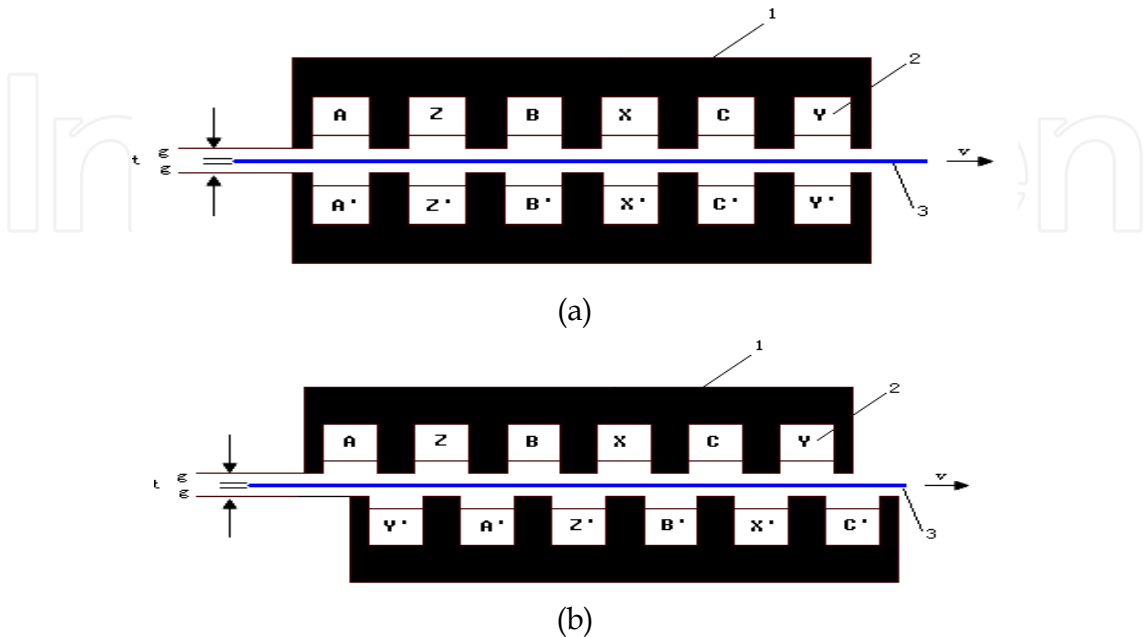 1
2
A Z B X C Y
g
t
g
v
A' Z' B' X' C' Y'
3
(a)
1
2
A Z B X C Y
g
t
g
v
Y' A' Z' B' X' C'
3
(b)